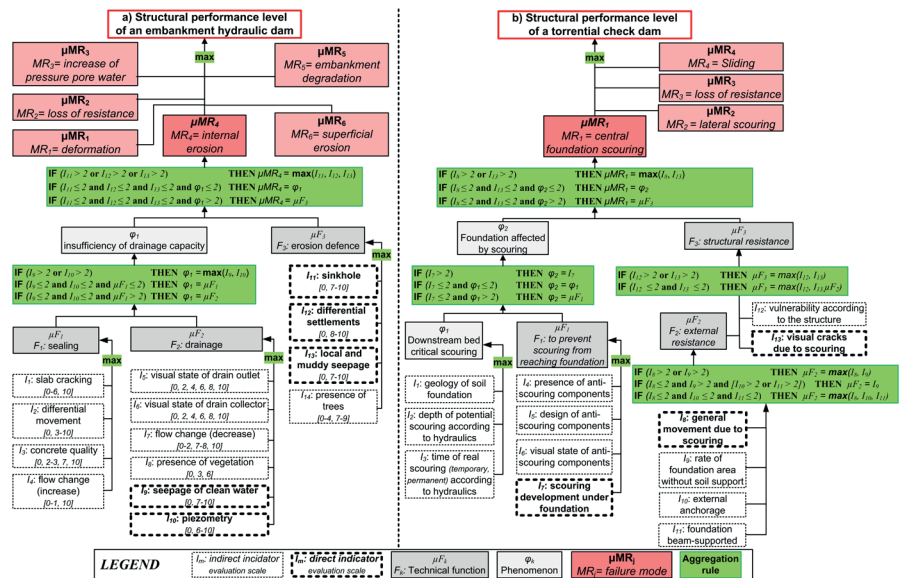 a) Structural performance level
of an embankment hydraulic dam
max
µMR3
MR3= increase of
pressure pore water
µMR5
MR5= embankment
degradation
µMR2
MR2= loss of resistance
µMR1
MR1= deformation
µMR4
MR4= internal
erosion
µMR6
MR6= superficial
erosion
IF (I11 > 2 or I12 > 2 or I13 > 2) THEN µMR4 = max(I11, I12, I13)
IF (I11 ≤ 2 and I12 ≤ 2 and I13 ≤ 2 and φ1 ≤ 2) THEN µMR4 = φ1
IF (I11 ≤ 2 and I12 ≤ 2 and I13 ≤ 2 and φ1 > 2) THEN µMR4 = µF3
φ1
insufficiency of drainage capacity
µF3
F3: erosion defence
max
IF (I9 > 2 or I10 > 2) THEN φ1 = max(I9, I10)
IF (I9 ≤ 2 and I10 ≤ 2 and µF1 ≤ 2) THEN φ1 = µF1
IF (I9 ≤ 2 and I10 ≤ 2 and µF1 > 2) THEN φ1 = µF2
I11: sinkhole
[0, 7-10]
I12: differential
settlements
[0, 8-10]
I13: local and
muddy seepage
[0, 7-10]
I14: presence of
trees
[0-4, 7-9]
µF1
F1: sealing
max
I1: slab cracking
[0-6, 10]
I2: differential
movement
[0, 3-10]
I3: concrete quality
[0, 2-3, 7, 10]
I4: flow change
(increase)
[0-1, 10]
µF2
F2: drainage
max
I5: visual state of drain outlet
[0, 2, 4, 6, 8, 10]
I6: visual state of drain collector
[0, 2, 4, 6, 8, 10]
I7: flow change (decrease)
[0-2, 7-8, 10]
I8: presence of vegetation
[0, 3, 6]
I9: seepage of clean water
[0, 7-10]
I10: piezometry
[0, 6-10]
b) Structural performance level
of a torrential check dam
max
µMR4
MR4= Sliding
µMR3
MR3= loss of resistance
µMR2
MR2= lateral scouring
µMR1
MR1= central
foundation scouring
IF (I8 > 2 or I13 > 2) THEN µMR1 = max(I8, I13)
IF (I8 ≤ 2 and I13 ≤ 2 and φ2 ≤ 2) THEN µMR1 = φ2
IF (I8 ≤ 2 and I13 ≤ 2 and φ2 > 2) THEN µMR1 = µF3
φ2
Foundation affected
by scouring
µF3
F3: structural resistance
IF (I7 > 2) THEN φ2 = I7
IF (I7 ≤ 2 and φ1 ≤ 2) THEN φ2 = φ1
IF (I7 ≤ 2 and φ1 > 2) THEN φ2 = µF1
IF (I12 > 2 or I13 > 2) THEN µF3 = max(I12, I13)
IF (I12 ≤ 2 and I13 ≤ 2) THEN µF3 = max(I12, I13, µF2)
φ1
Downstream bed
critical scouring
max
I1: geology of soil
foundation
I2: depth of potential
scouring according
to hydraulics
I3: time of real
scouring (temporary,
permanent) according
to hydraulics
µF1
F1: to prevent
scouring from
reaching foundation
max
I4: presence of anti-
scouring components
I5: design of anti-
scouring components
I6: visual state of anti-
scouring components
I7: scouring
development under
foundation
µF2
F2: external
resistance
I12: vulnerability according
to the structure
I13: visual cracks
due to scouring
IF (I8 > 2 or I9 > 2) THEN µF2 = max(I8, I9)
IF (I8 ≤ 2 and I9 > 2 and [I10 > 2 or I11 > 2]) THEN µF2 = I9
IF (I8 ≤ 2 and I10 ≤ 2 and I11 ≤ 2) THEN µF2 = max(I8, I10, I11)
I8: general
movement due to
scouring
I9: rate of
foundation area
without soil support
I10: external
anchorage
I11: foundation
beam-supported
LEGEND
Im: indirect incidator
evaluation scale
Im: direct indicator
evaluation scale
µFk
Fk: Technical function
φk
Phenomenon
µMRj
MRj= failure mode
Aggregation
rule